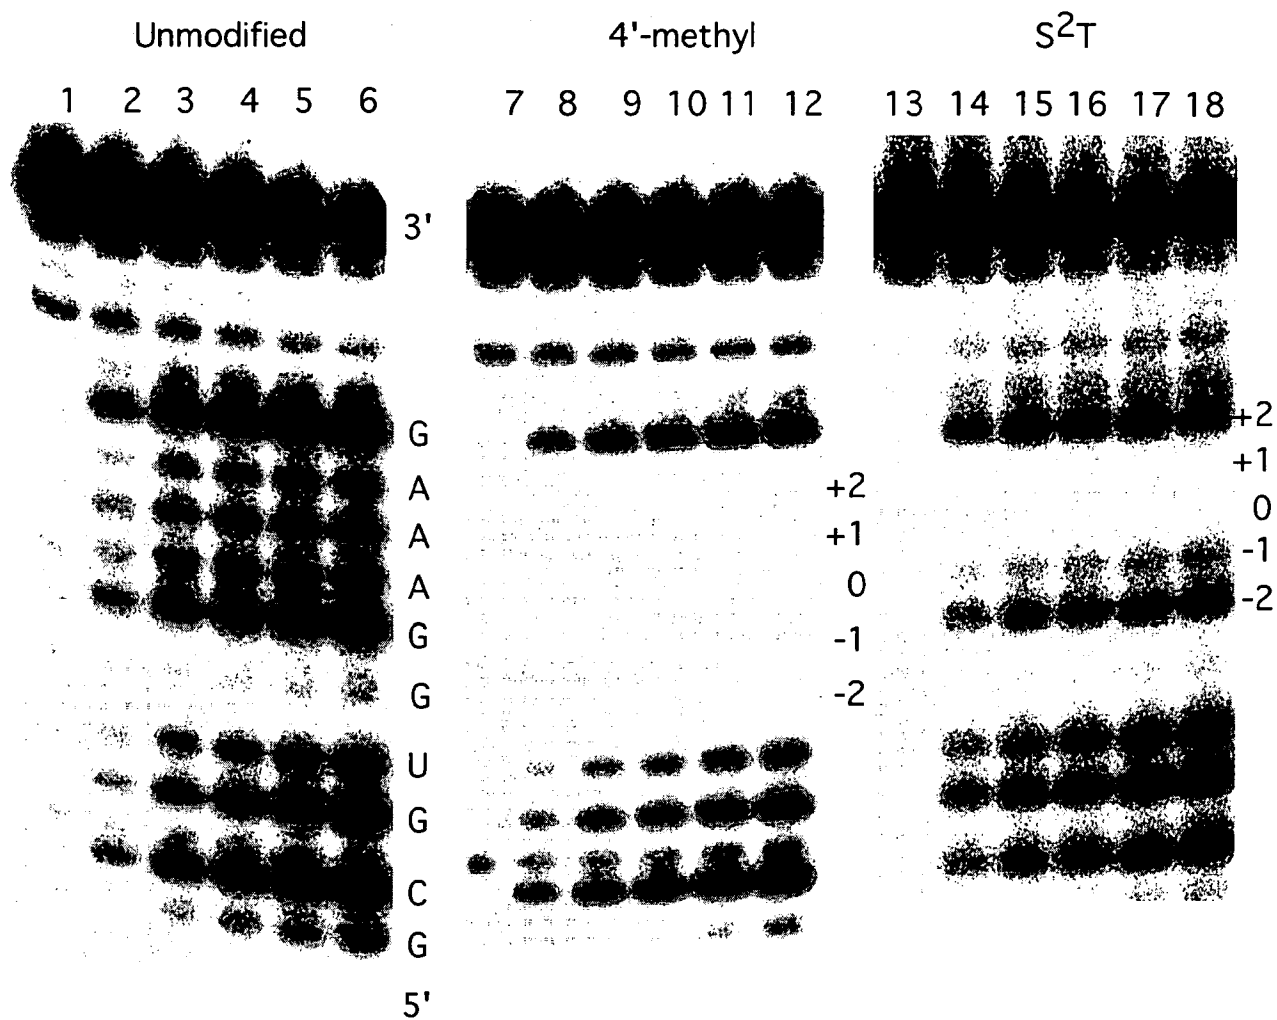 Unmodified 4'-methyl S²T
1 2 3 4 5 6 7 8 9 10 11 12 13 14 15 16 17 18
3'
G +2
A +2 +1
A +1 0
A 0 -1
G -1 -2
G -2
U
G
C
G
5'